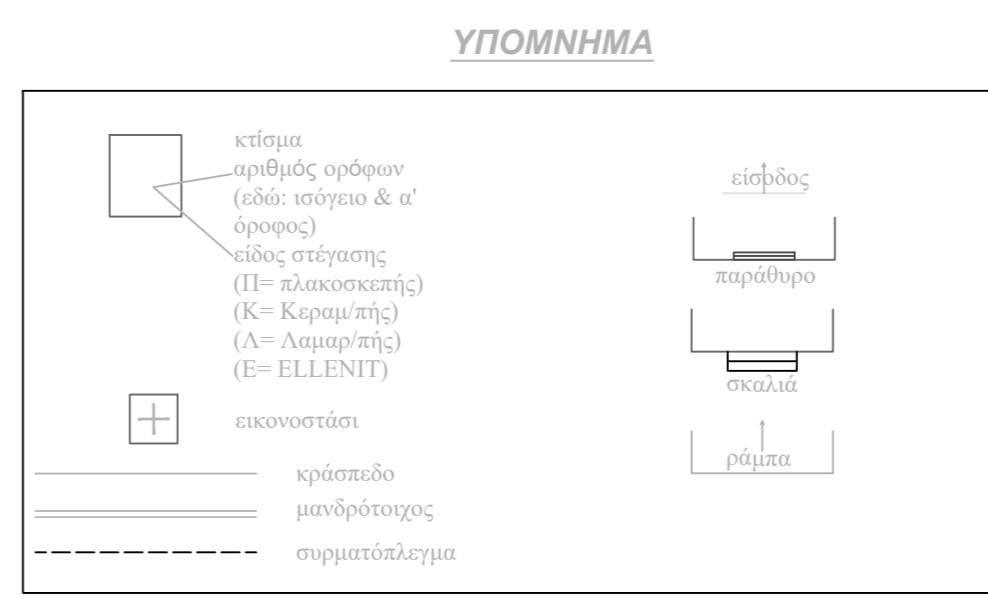 ΥΠΟΜΝΗΜΑ
κτίσμα
αριθμός ορόφων
(εδώ: ισόγειο & α'
όροφος)
είδος στέγασης
(Π= πλακοσκεπής)
(Κ= Κεραμ/πής)
(Λ= Λαμαρ/πής)
(Ε= ELLENIT)
εικονοστάσι
κράσπεδο
μανδρότοιχος
συρματόπλεγμα
είσοδος
παράθυρο
σκαλιά
ράμπα